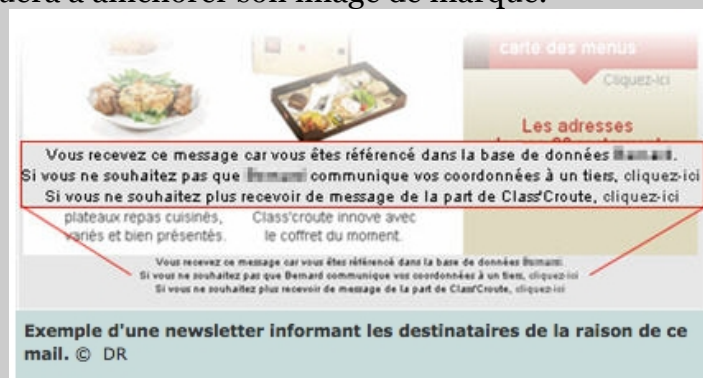 à améliorer son image de marque.
carte des menus
Cliquez-ici
Les adresses
Vous recevez ce message car vous êtes référencé dans la base de données
Si vous ne souhaitez pas que communique vos coordonnées à un tiers, cliquez-ici
Si vous ne souhaitez plus recevoir de message de la part de Class'Croute, cliquez-ici
plateaux repas cuisinés,
variés et bien présentés.
Class'croute innove avec
le coffret du moment.
Vous recevez ce message car vous êtes référencé dans la base de données
Si vous ne souhaitez pas que Bernard communique vos coordonnées à un tiers, cliquez-ici
Si vous ne souhaitez plus recevoir de message de la part de Class'Croute, cliquez-ici
Exemple d'une newsletter informant les destinataires de la raison de ce
mail. © DR